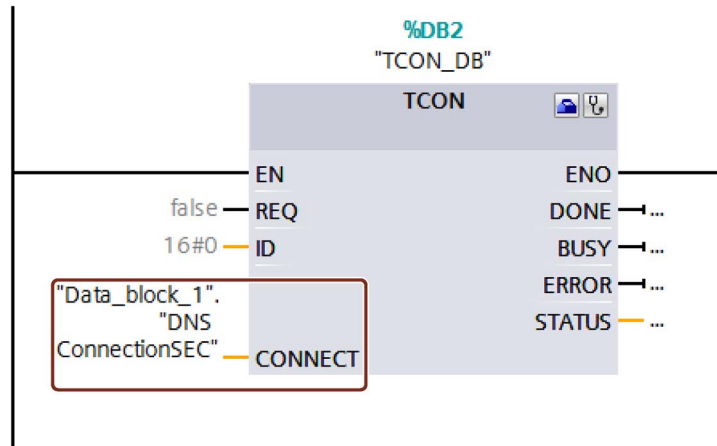 %DB2
"TCON_DB"
TCON
EN
ENO
false
REQ
DONE
...
16#0
ID
BUSY
...
ERROR
...
"Data_block_1".
"DNS
ConnectionSEC"
CONNECT
STATUS
...